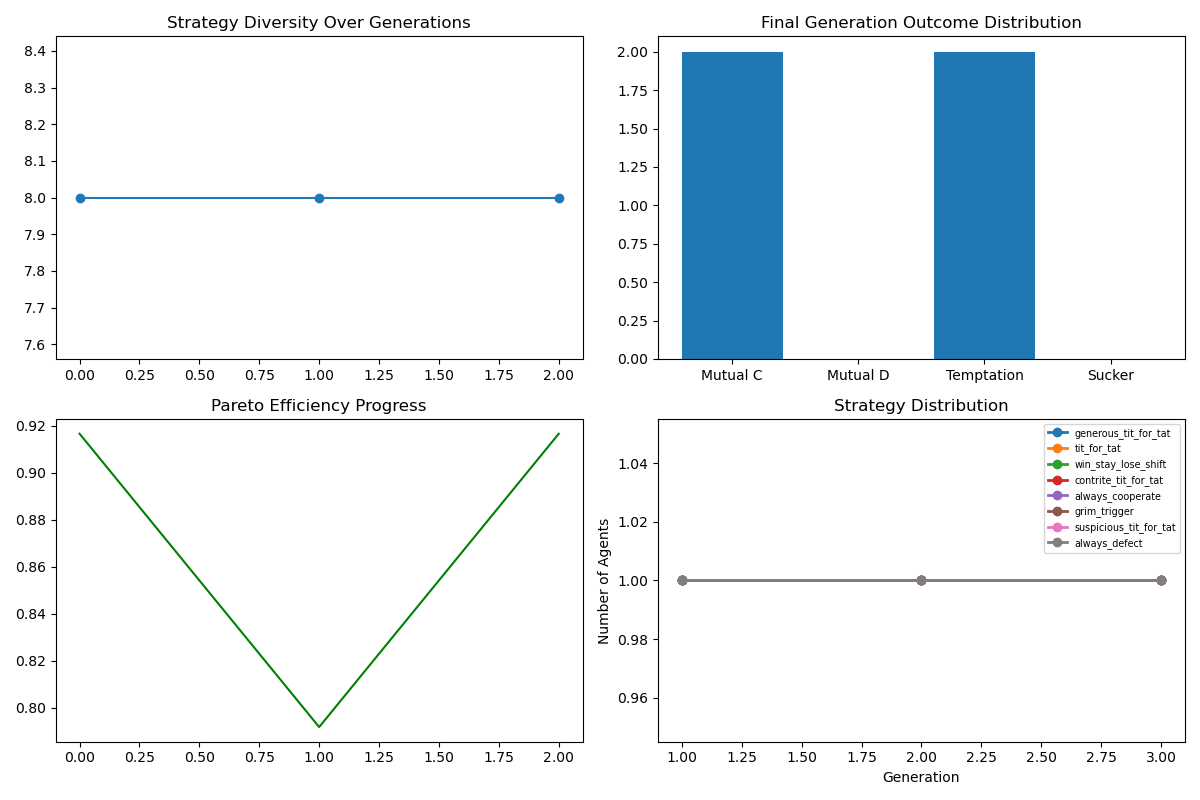 Strategy Diversity Over Generations
8.4
8.3
8.2
8.1
8.0
7.9
7.8
7.7
7.6
0.00 0.25 0.50 0.75 1.00 1.25 1.50 1.75 2.00
Final Generation Outcome Distribution
2.00
1.75
1.50
1.25
1.00
0.75
0.50
0.25
0.00
Mutual C Mutual D Temptation Sucker
Pareto Efficiency Progress
0.92
0.90
0.88
0.86
0.84
0.82
0.80
0.00 0.25 0.50 0.75 1.00 1.25 1.50 1.75 2.00
Strategy Distribution
Number of Agents
1.04
1.02
1.00
0.98
0.96
generous_tit_for_tat
tit_for_tat
win_stay_lose_shift
contrite_tit_for_tat
always_cooperate
grim_trigger
suspicious_tit_for_tat
always_defect
1.00 1.25 1.50 1.75 2.00 2.25 2.50 2.75 3.00
Generation